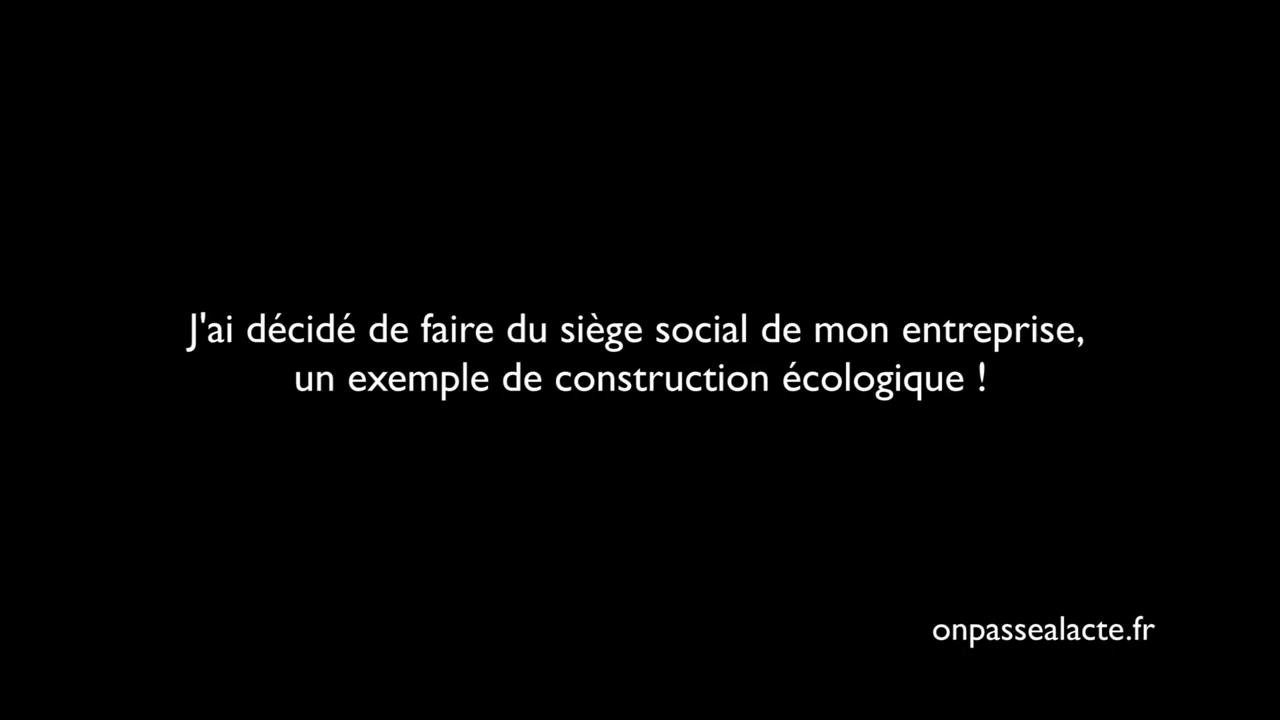 J'ai décidé de faire du siège social de mon entreprise,
un exemple de construction écologique !
onpassealacte.fr